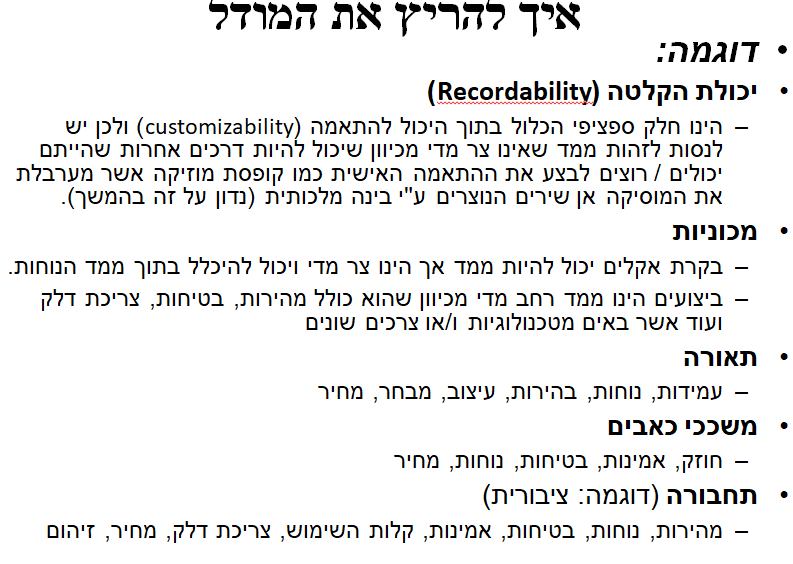 איך להריץ את המודל
• דוגמה:
• יכולת הקלטה (Recordability)
– הינו חלק ספציפי הכלול בתוך היכול להתאמה (customizability) ולכן יש
לנסות לזהות ממד שאינו צר מדי מכיוון שיכול להיות דרכים אחרות שהייתם
יכולים / רוצים לבצע את ההתאמה האישית כמו קופסת מוזיקה אשר מערבלת
את המוסיקה אן שירים הנוצרים ע"י בינה מלכותית (נדון על זה בהמשך).
• מכוניות
– בקרת אקלים יכול להיות ממד אך הינו צר מדי ויכול להיכלל בתוך ממד הנוחות.
– ביצועים הינו ממד רחב מדי מכיוון שהוא כולל מהירות, בטיחות, צריכת דלק
ועוד אשר באים מטכנולוגיות ו/או צרכים שונים
• תאורה
– עמידות, נוחות, בהירות, עיצוב, מבחר, מחיר
• משככי כאבים
– חוזק, אמינות, בטיחות, נוחות, מחיר
• תחבורה (דוגמה: ציבורית)
– מהירות, נוחות, בטיחות, אמינות, קלות השימוש, צריכת דלק, מחיר, זיהום